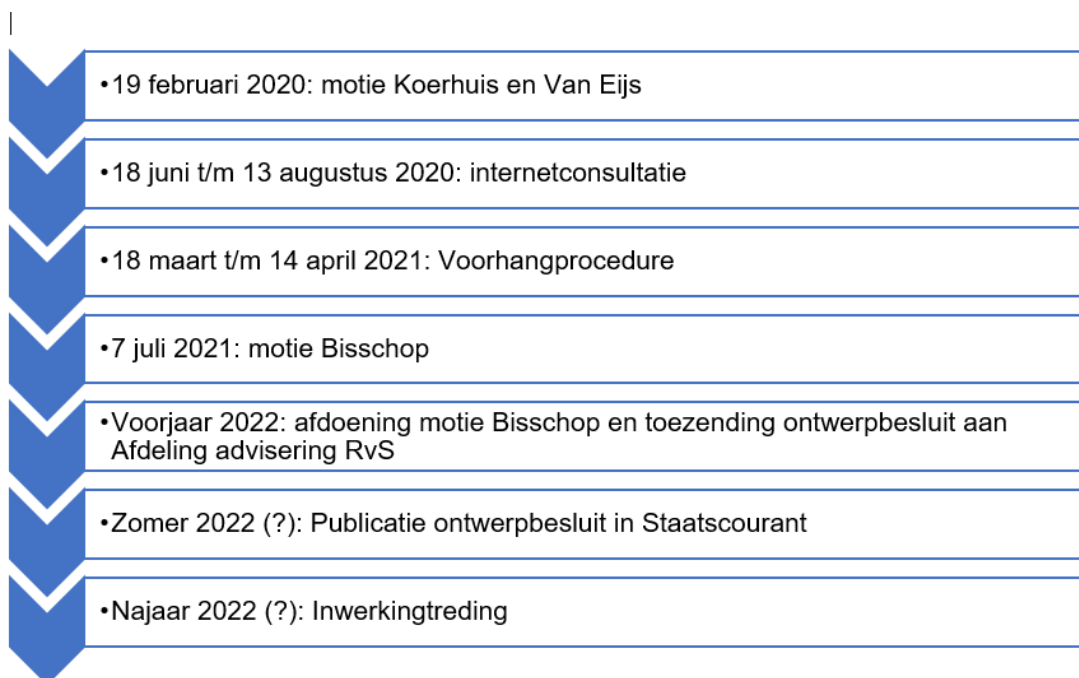 •19 februari 2020: motie Koerhuis en Van Eijs
•18 juni t/m 13 augustus 2020: internetconsultatie
•18 maart t/m 14 april 2021: Voorhangprocedure
•7 juli 2021: motie Bisschop
•Voorjaar 2022: afdoening motie Bisschop en toezending ontwerpbesluit aan
Afdeling advisering RvS
•Zomer 2022 (?): Publicatie ontwerpbesluit in Staatscourant
•Najaar 2022 (?): Inwerkingtreding